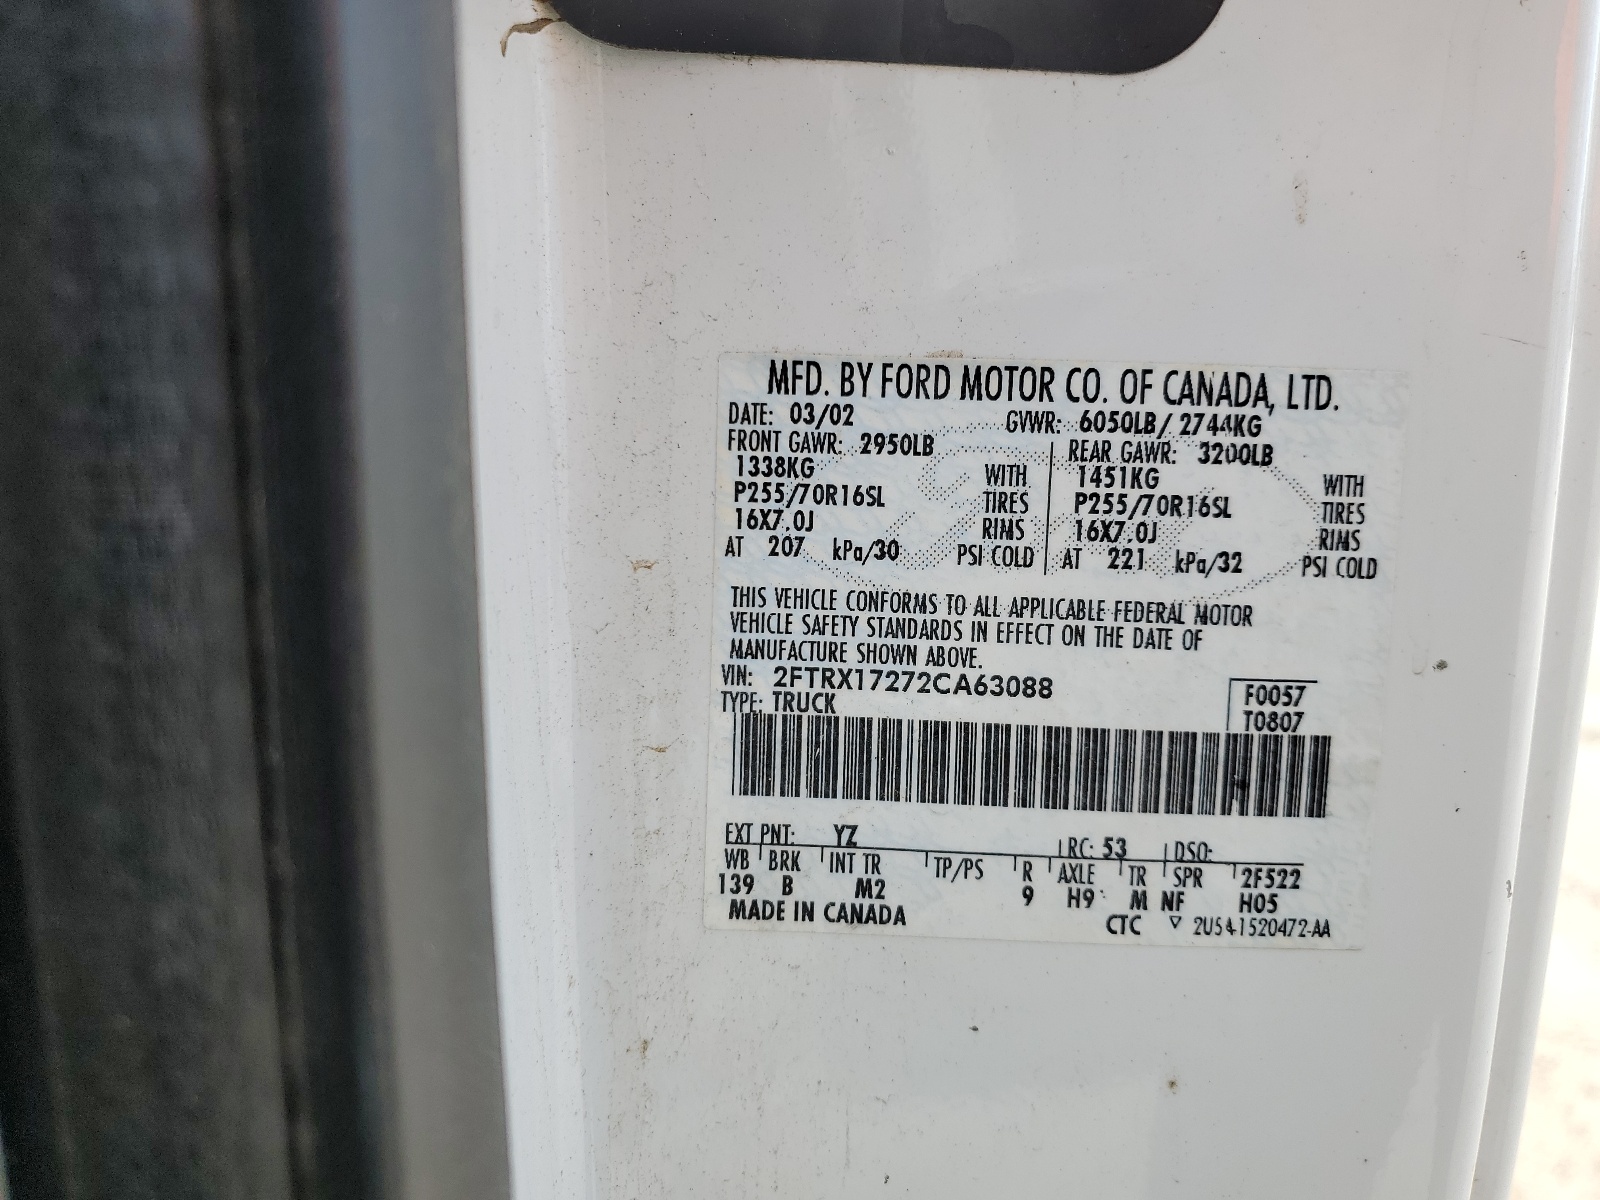 MFD. BY FORD MOTOR CO. OF CANADA, LTD.
DATE: 03/02 GVWR: 6050LB/ 2744KG
FRONT GAWR: 2950LB REAR GAWR: 3200LB
1338KG WITH 1451KG WITH
P255/70R16SL TIRES P255/70R16SL TIRES
16X7.0J RIMS 16X7.0J RIMS
AT 207 kPa/30 PSI COLD AT 221 kPa/32 PSI COLD
THIS VEHICLE CONFORMS TO ALL APPLICABLE FEDERAL MOTOR
VEHICLE SAFETY STANDARDS IN EFFECT ON THE DATE OF
MANUFACTURE SHOWN ABOVE.
VIN: 2FTRX17272CA63088 F0057
TYPE: TRUCK T0807
EXT PNT: YZ RC: 53 DSO:
WB BRK INT TR TP/PS R AXLE TR SPR 2F522
139 B M2 9 H9 M NF H05
MADE IN CANADA CTC ▽ 2U54-1520472-AA